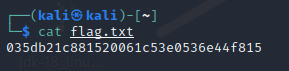 ┌──(kali㉿kali)-[~]
└─$ cat flag.txt
035db21c881520061c53e0536e44f815